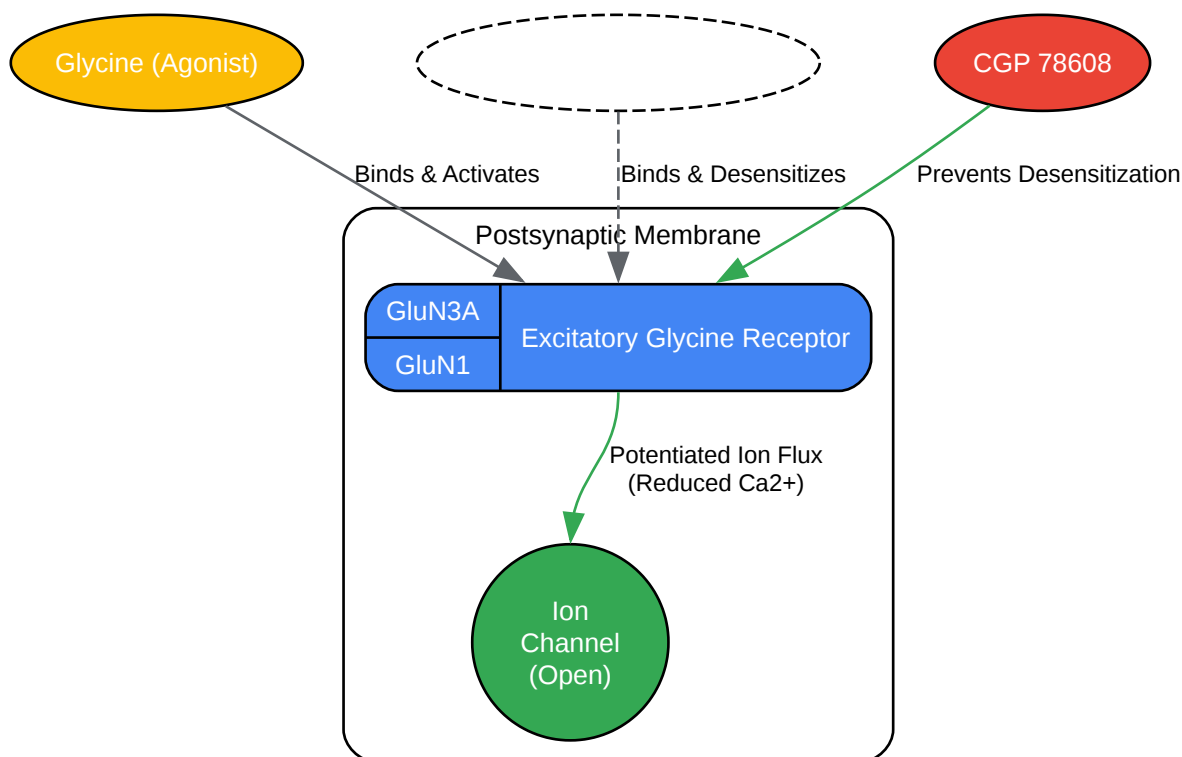 Glycine (Agonist)
CGP 78608
Binds & Activates
Binds & Desensitizes
Prevents Desensitization
Postsynaptic Membrane
GluN3A
GluN1
Excitatory Glycine Receptor
Potentiated Ion Flux
(Reduced Ca2+)
Ion
Channel
(Open)